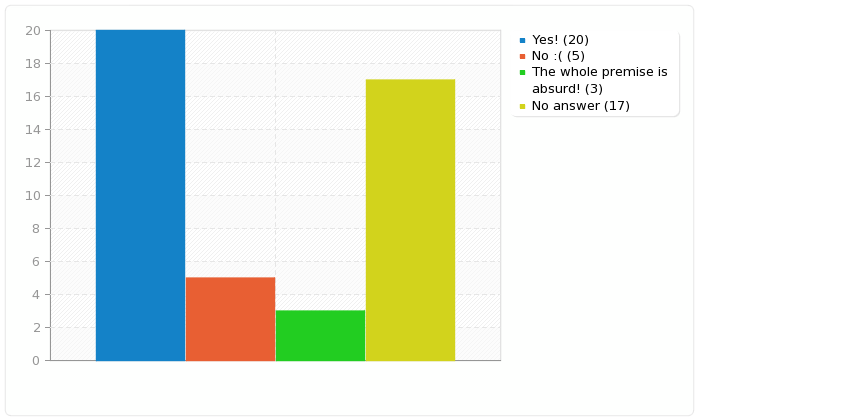 20
18
16
14
12
10
8
6
4
2
0
Yes! (20)
No :( (5)
The whole premise is
absurd! (3)
No answer (17)